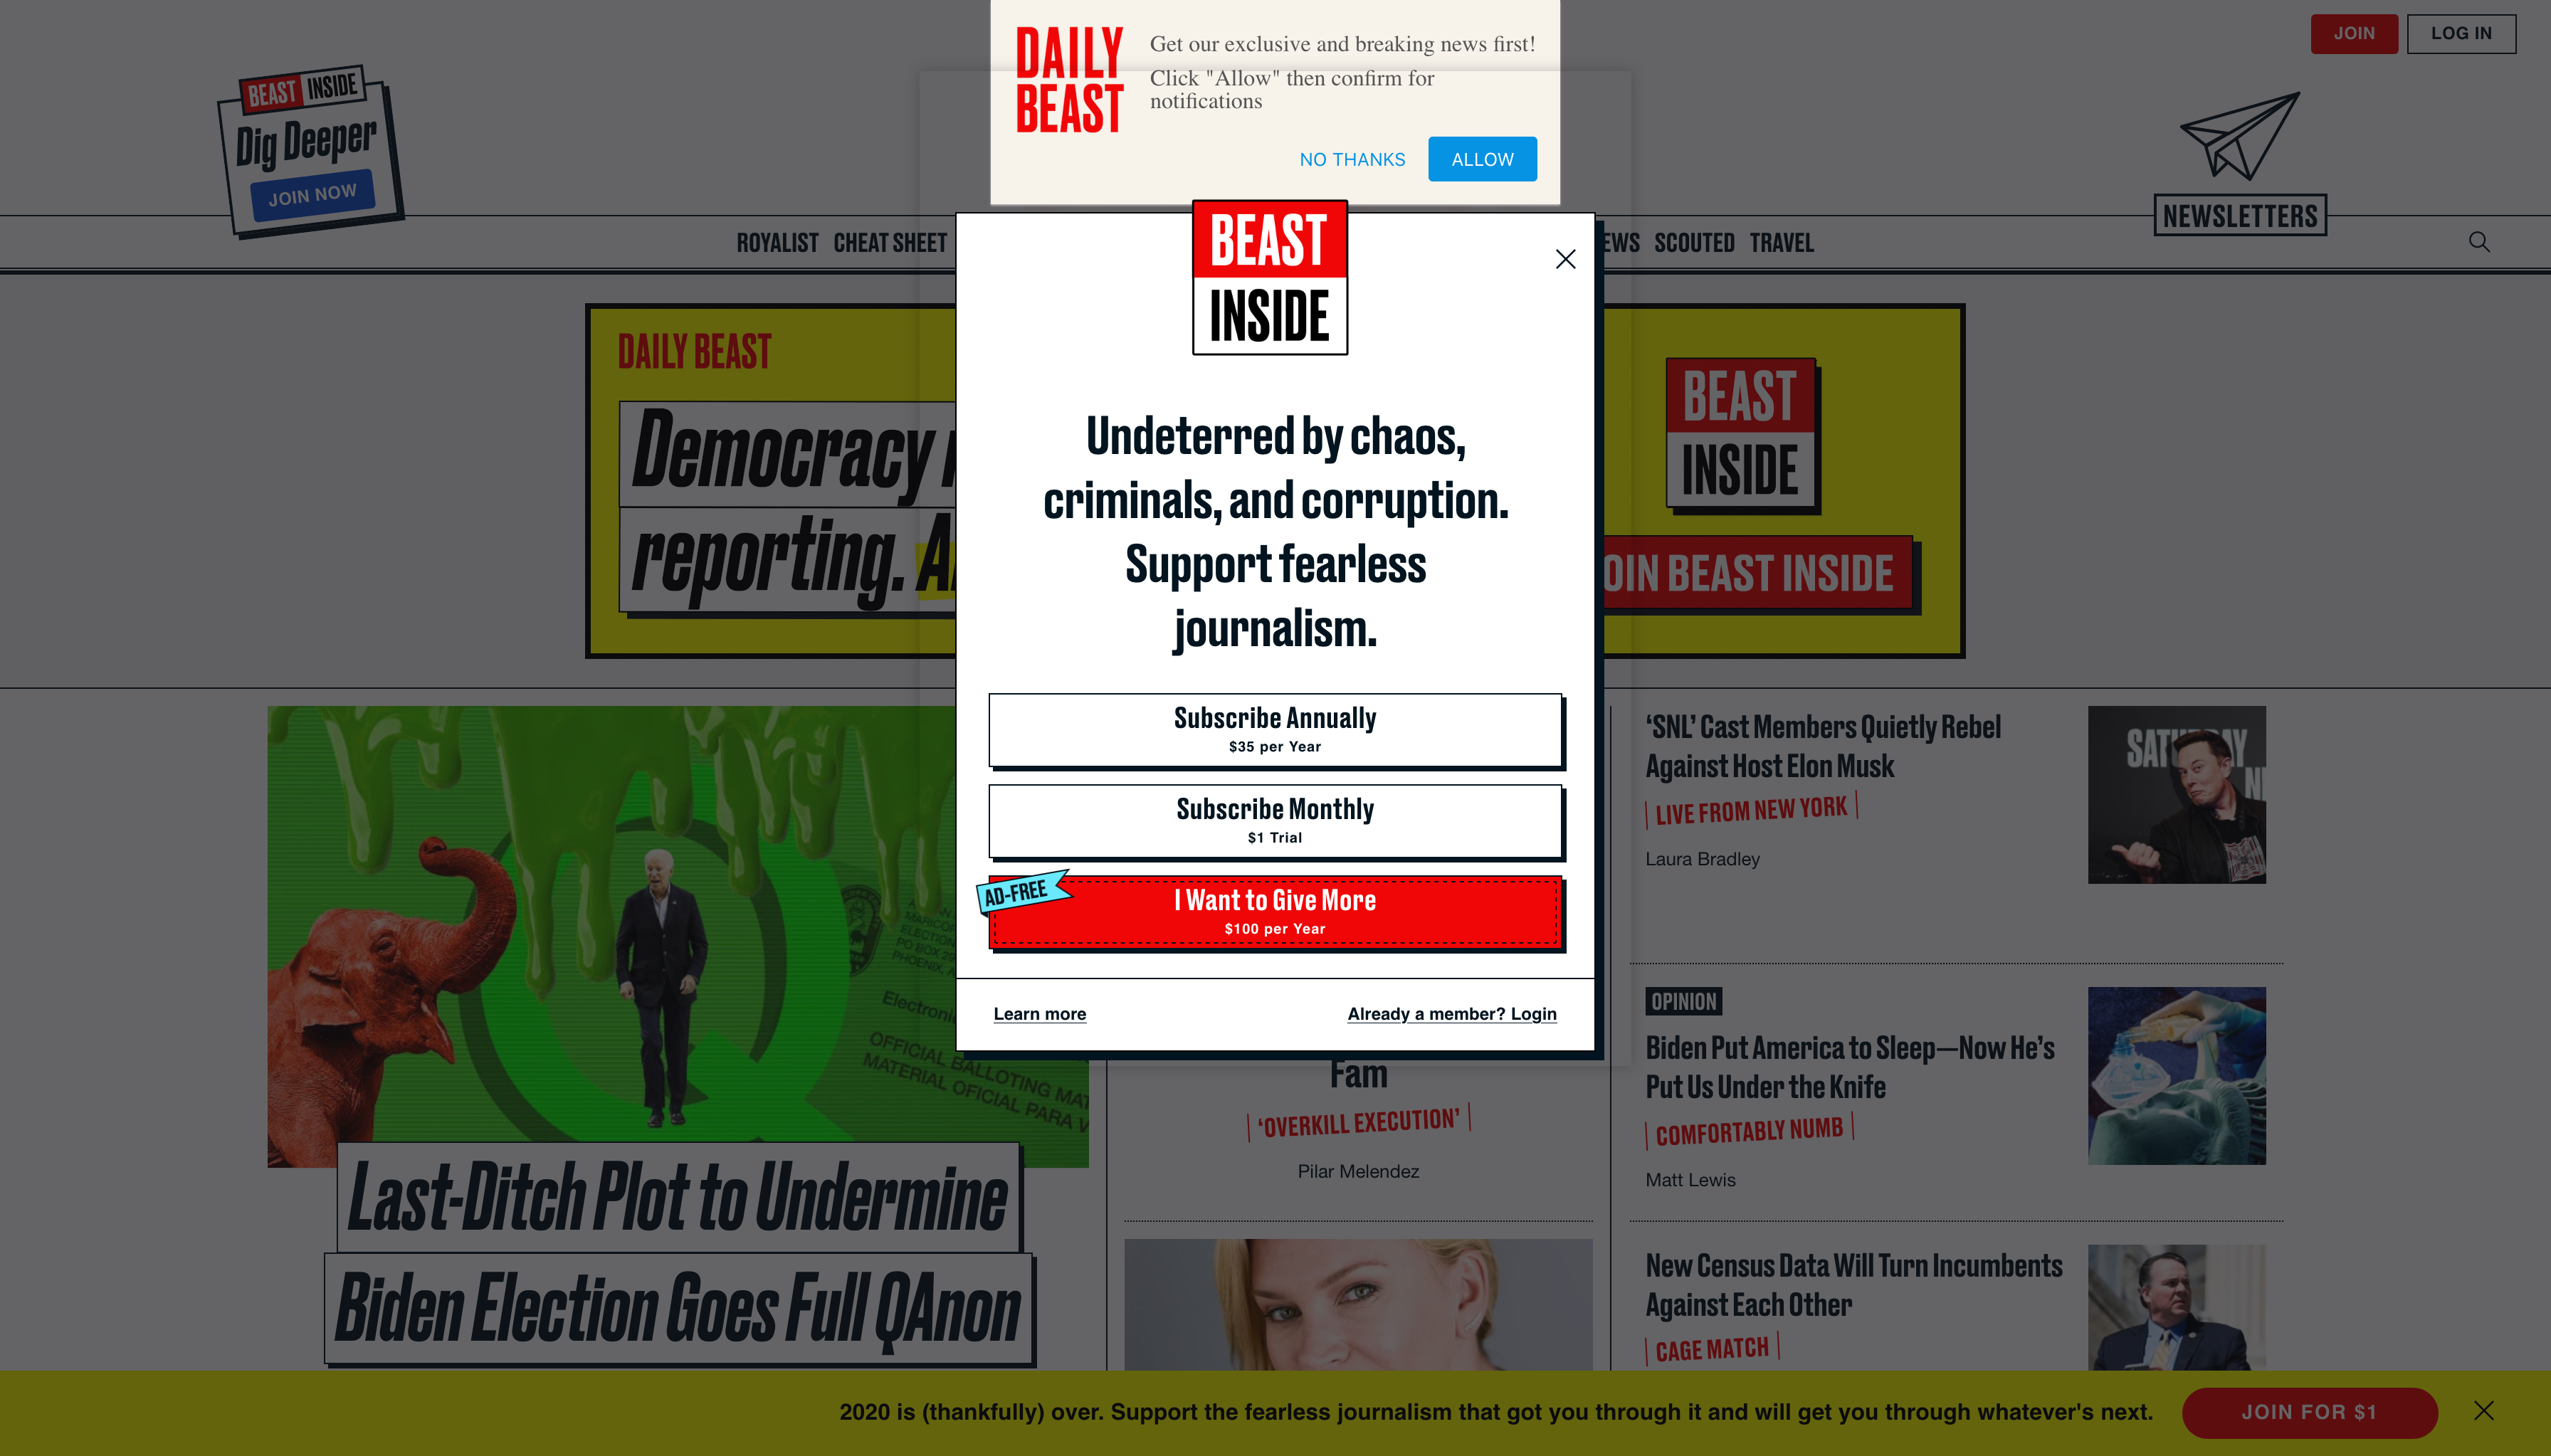 DAILY
BEAST
Get our exclusive and breaking news first!
Click "Allow" then confirm for
notifications
NO THANKS
ALLOW
JOIN
LOG IN
BEAST INSIDE
Dig Deeper
JOIN NOW
NEWSLETTERS
ROYALIST
CHEAT SHEET
SCOUTED
TRAVEL
BEAST
INSIDE
Undeterred by chaos,
criminals, and corruption.
Support fearless
journalism.
Subscribe Annually
$35 per Year
Subscribe Monthly
$1 Trial
AD-FREE
I Want to Give More
$100 per Year
Learn more
Already a member? Login
DAILY BEAST
Democracy
reporting.
BEAST
INSIDE
BEAST INSIDE
OFFICIAL BALLOTING
MATERIAL OFICIAL PARA
Last-Ditch Plot to Undermine
Biden Election Goes Full QAnon
Fam
'OVERKILL EXECUTION'
Pilar Melendez
‘SNL’ Cast Members Quietly Rebel
Against Host Elon Musk
LIVE FROM NEW YORK
Laura Bradley
OPINION
Biden Put America to Sleep—Now He’s
Put Us Under the Knife
COMFORTABLY NUMB
Matt Lewis
New Census Data Will Turn Incumbents
Against Each Other
CAGE MATCH
2020 is (thankfully) over. Support the fearless journalism that got you through it and will get you through whatever's next.
JOIN FOR $1